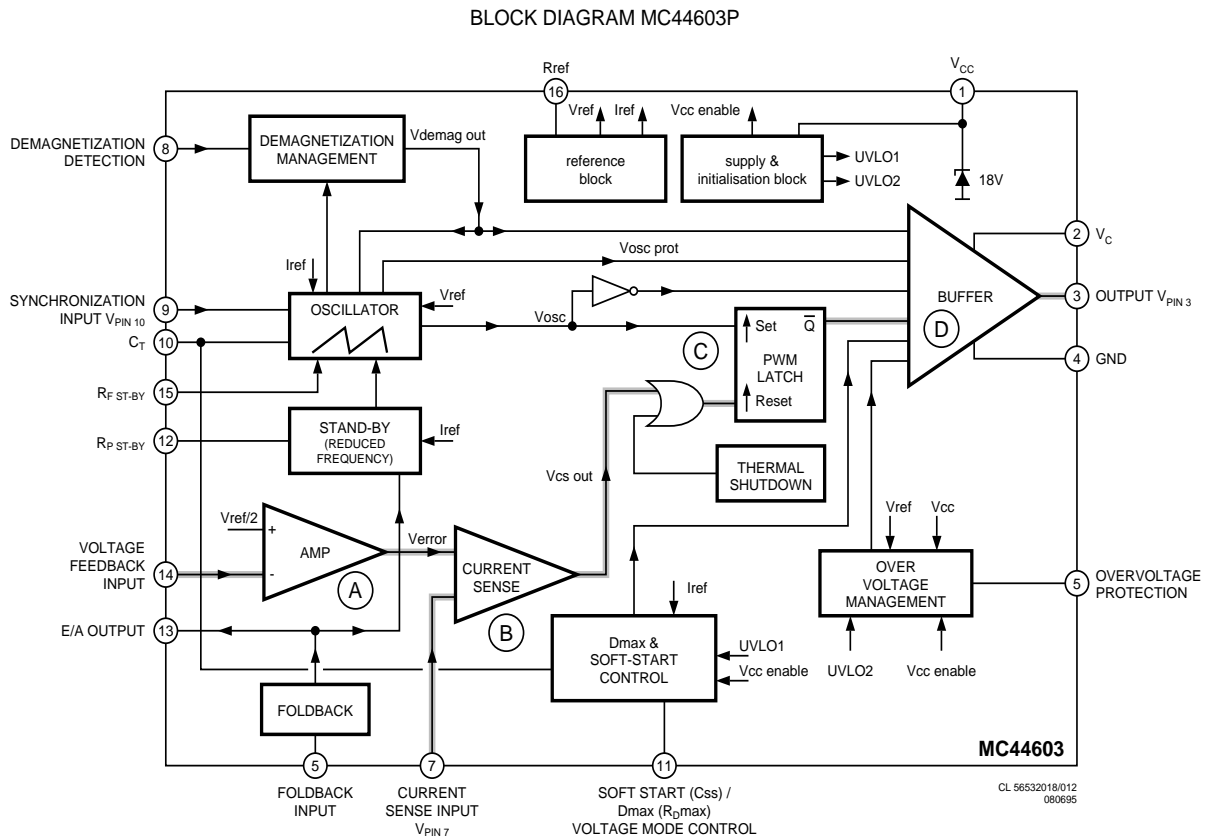 BLOCK DIAGRAM MC44603P
Rref
16
VCC
1
Vref
Iref
Vcc enable
DEMAGNETIZATION
DETECTION
8
DEMAGNETIZATION
MANAGEMENT
Vdemag out
reference
block
supply &
initialisation block
UVLO1
UVLO2
18V
2
VC
Vosc prot
Iref
SYNCHRONIZATION
INPUT VPIN 10
9
OSCILLATOR
Vref
BUFFER
3
OUTPUT VPIN 3
CT
10
Vosc
Set
Q
C
D
PWM
LATCH
4
GND
RF ST-BY
15
Reset
RP ST-BY
12
STAND-BY
(REDUCED
FREQUENCY)
Iref
Vcs out
THERMAL
SHUTDOWN
Vref/2
+
AMP
Verror
Vref
Vcc
VOLTAGE
FEEDBACK
INPUT
14
-
A
CURRENT
SENSE
B
Iref
OVER
VOLTAGE
MANAGEMENT
5
OVERVOLTAGE
PROTECTION
E/A OUTPUT
13
Dmax &
SOFT-START
CONTROL
UVLO1
Vcc enable
UVLO2
Vcc enable
FOLDBACK
MC44603
5
7
11
FOLDBACK
INPUT
CURRENT
SENSE INPUT
VPIN 7
SOFT START (Css) /
Dmax (RDmax)
VOLTAGE MODE CONTROL
CL 56532018/012
080695